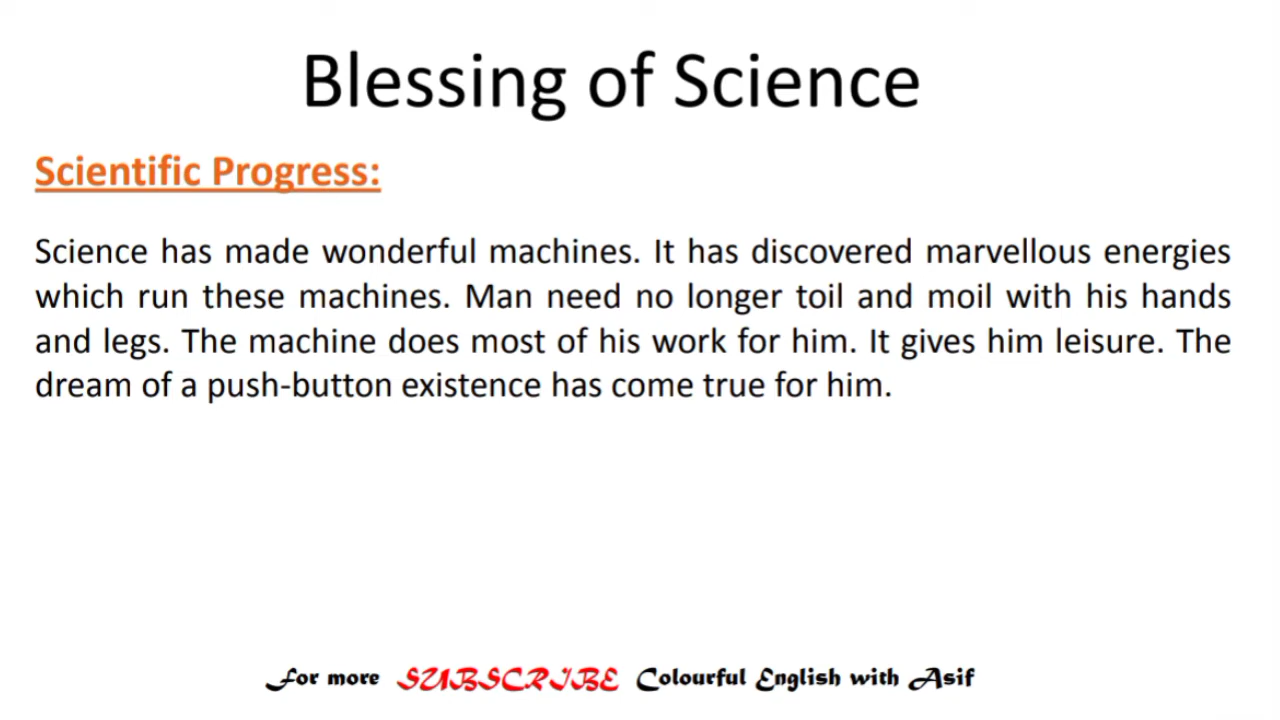 Blessing of Science
Scientific Progress:
Science has made wonderful machines. It has discovered marvellous energies
which run these machines. Man need no longer toil and moil with his hands
and legs. The machine does most of his work for him. It gives him leisure. The
dream of a push-button existence has come true for him.
For more SUBSCRIBE Colourful English with Asif